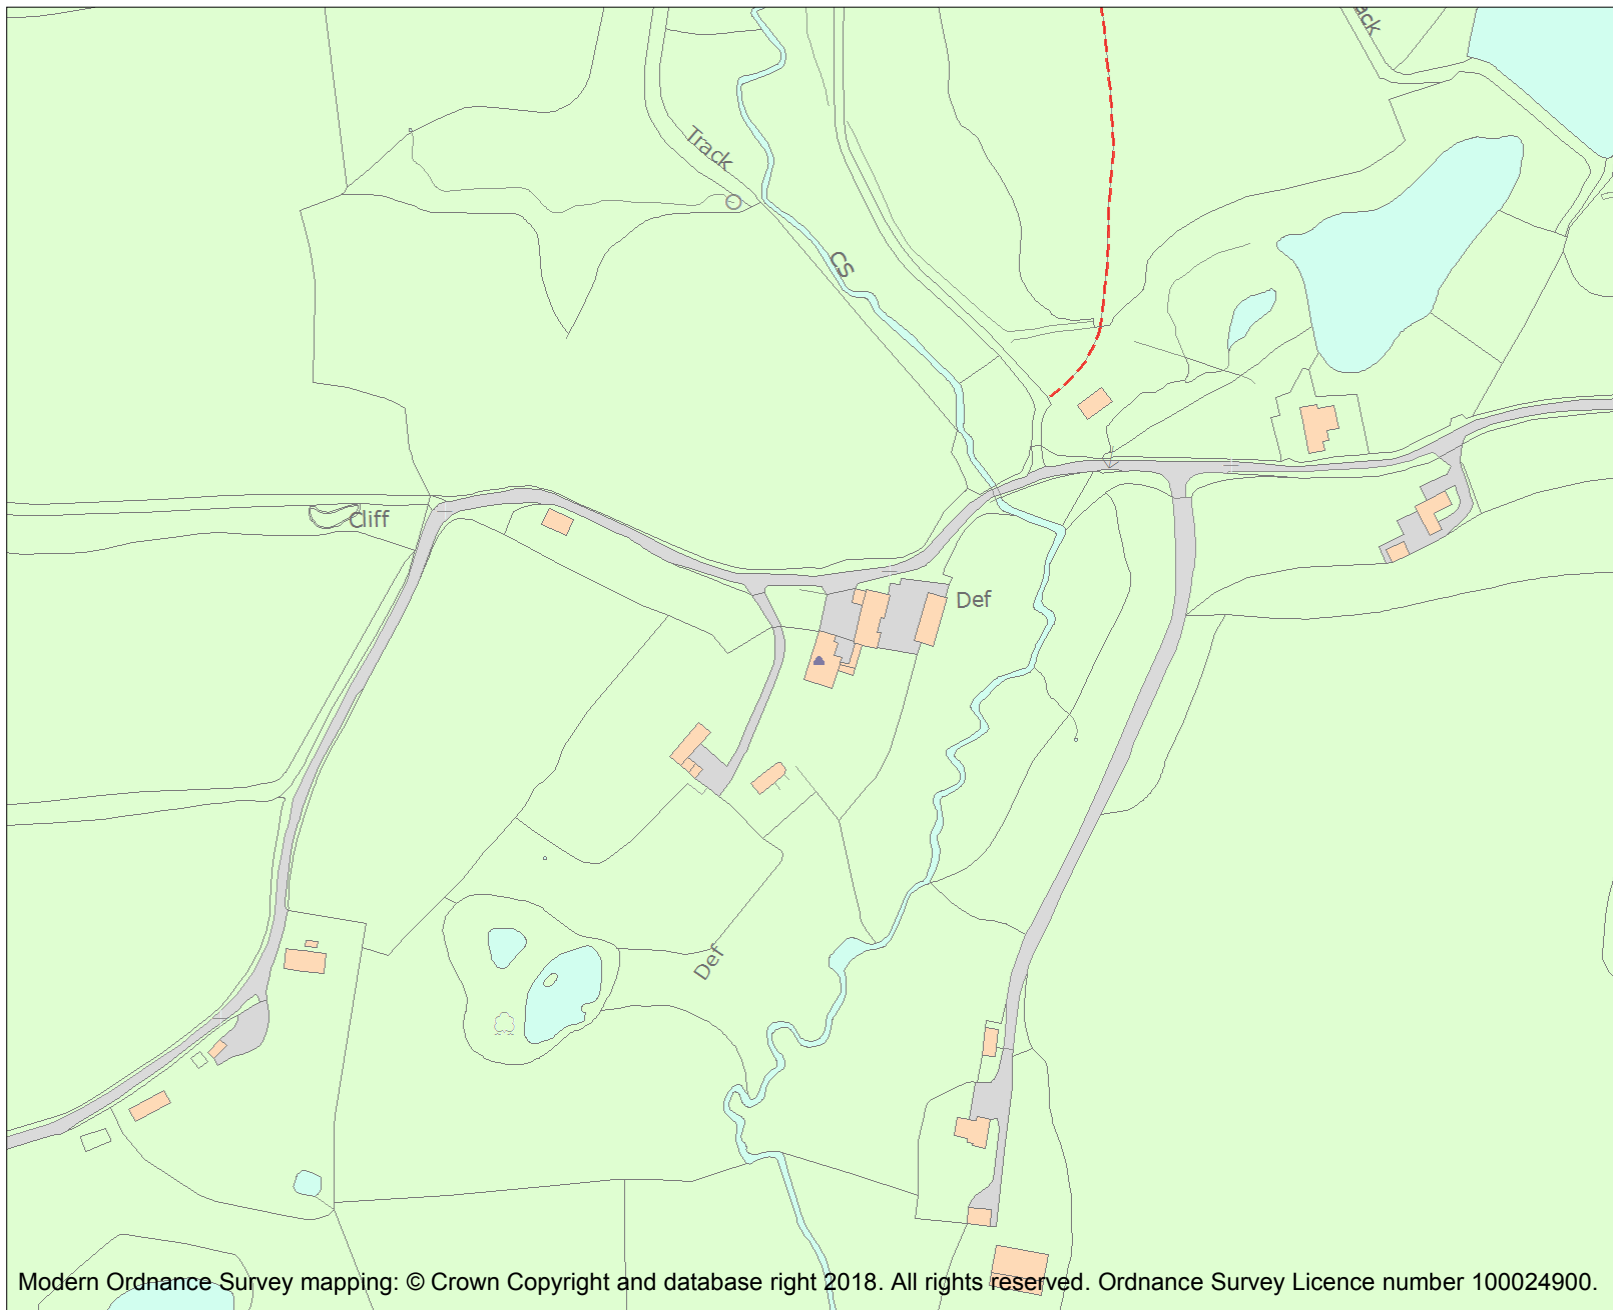 ack
Track
CS
Cliff
Def
Def
Modern Ordnance Survey mapping: © Crown Copyright and database right 2018. All rights reserved. Ordnance Survey Licence number 100024900.